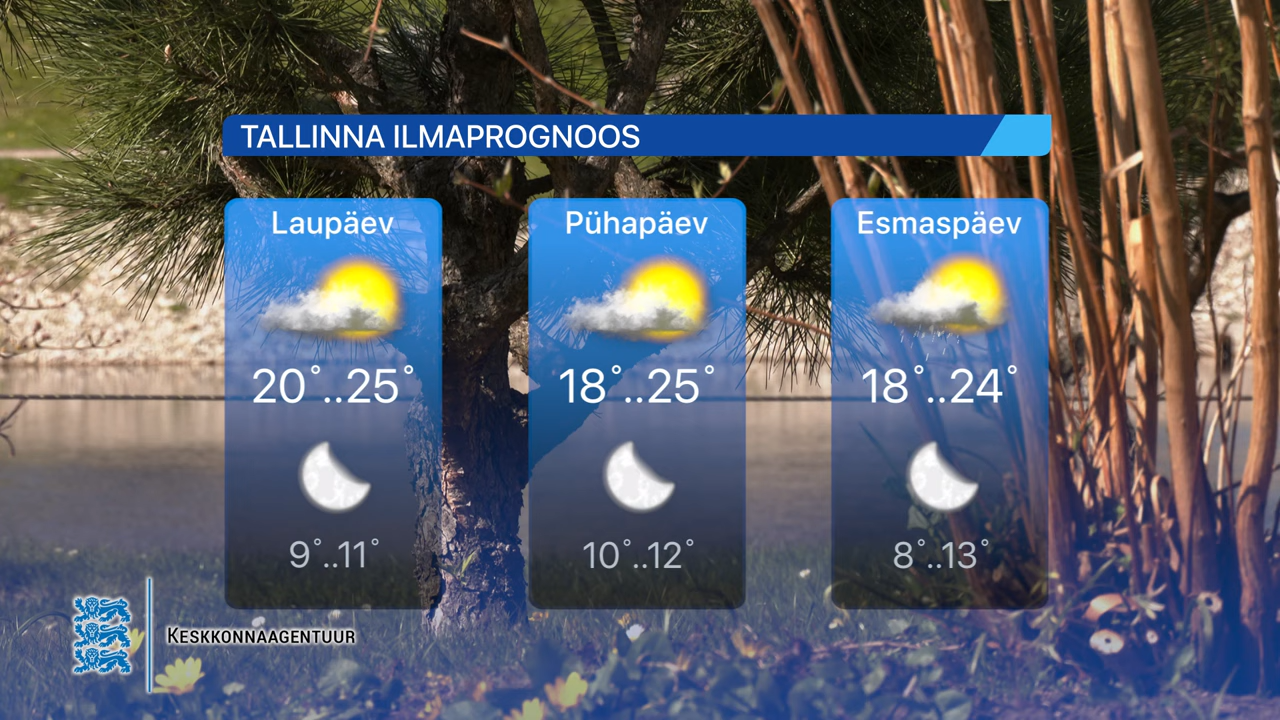 TALLINNA ILMAPROGNOOS
Laupäev
Pühapäev
Esmaspäev
20°..25°
18°..25°
18°..24°
9°..11°
10°..12°
8°..13°
KESKKONNAAGENTUUR